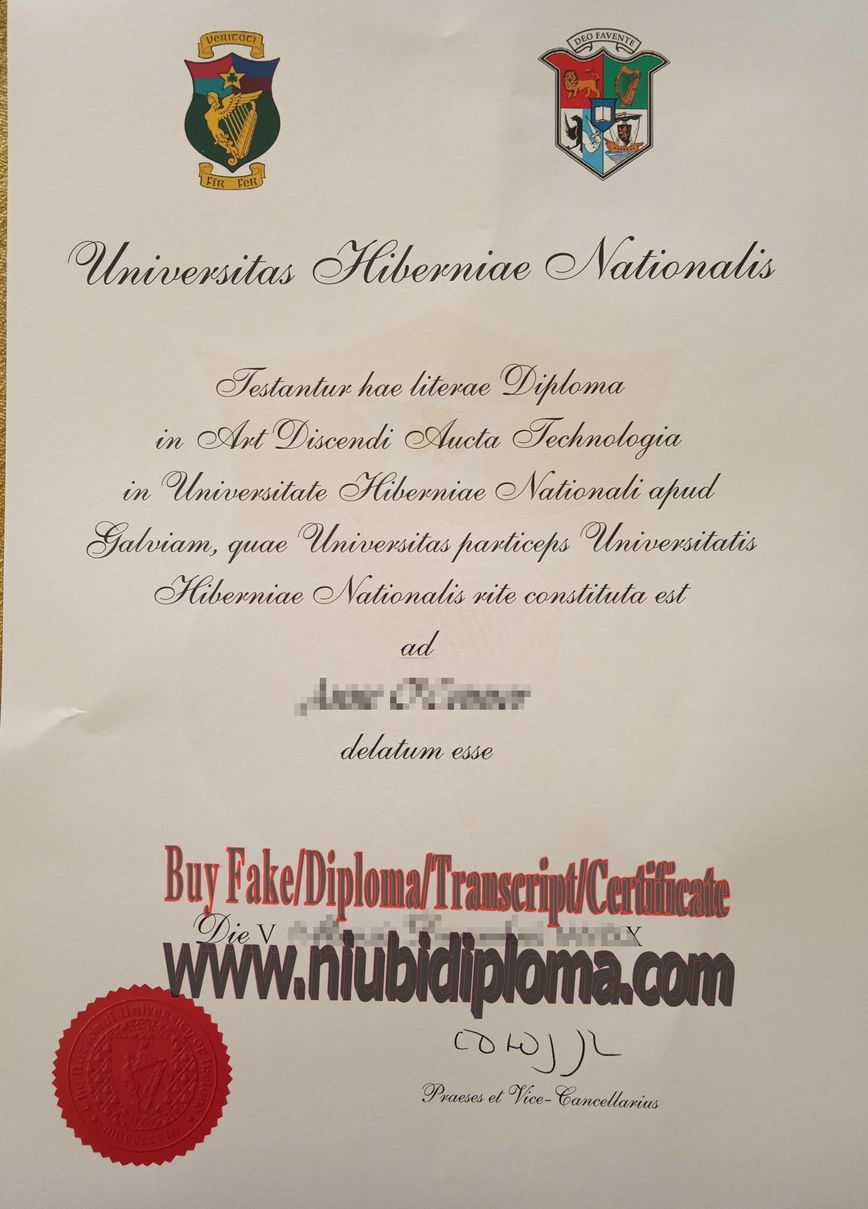 VERITATI
FIR FER
DEO FAVENTE
Universitas Hiberniae Nationalis
Testantur hae literae Diploma
in Art Discendi Aucta Technologia
in Universitate Hiberniae Nationali apud
Galviam, quae Universitas particeps Universitatis
Hiberniae Nationalis rite constituta est
ad
delatum esse
Buy Fake/Diploma/Transcript/Certificate
Die V X
www.niubidiploma.com
Praeses et Vice-Cancellarius